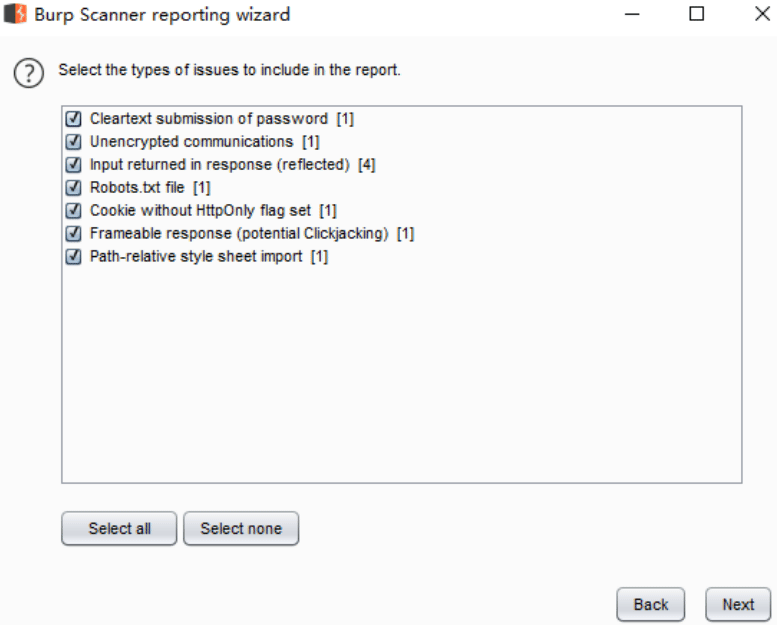 Burp Scanner reporting wizard
Select the types of issues to include in the report.
Cleartext submission of password [1]
Unencrypted communications [1]
Input returned in response (reflected) [4]
Robots.txt file [1]
Cookie without HttpOnly flag set [1]
Frameable response (potential Clickjacking) [1]
Path-relative style sheet import [1]
Select all Select none
Back Next